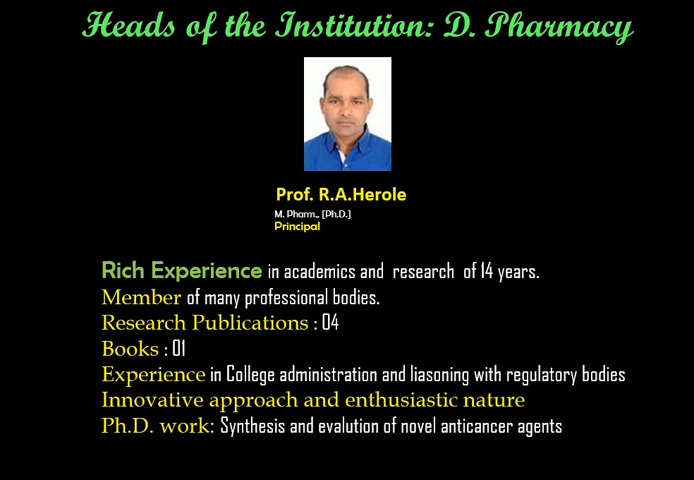 Heads of the Institution: D. Pharmacy
Prof. R.A.Herole
M. Pharm., [Ph.D.]
Principal
Rich Experience in academics and research of 14 years.
Member of many professional bodies.
Research Publications : 04
Books : 01
Experience in College administration and liasoning with regulatory bodies
Innovative approach and enthusiastic nature
Ph.D. work: Synthesis and evalution of novel anticancer agents